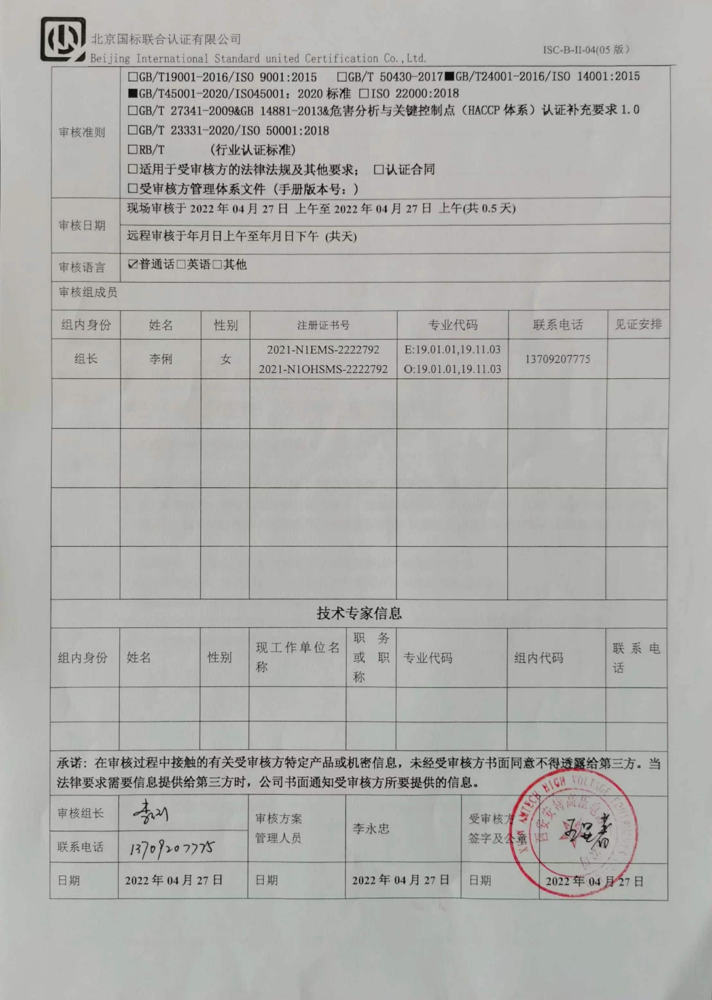 北京国标联合认证有限公司
Beijing International Standard united Certification Co.,Ltd.
ISC-B-II-04(05 版)
审核准则
□GB/T19001-2016/ISO 9001:2015 □GB/T 50430-2017■GB/T24001-2016/ISO 14001:2015
■GB/T45001-2020/ISO45001：2020 标准 □ISO 22000:2018
□GB/T 27341-2009&GB 14881-2013&危害分析与关键控制点（HACCP 体系）认证补充要求 1.0
□GB/T 23331-2020/ISO 50001:2018
□RB/T (行业认证标准)
□适用于受审核方的法律法规及其他要求； □认证合同
□受审核方管理体系文件（手册版本号：）
审核日期
现场审核于 2022 年 04 月 27 日 上午至 2022 年 04 月 27 日 上午(共 0.5 天)
远程审核于年月日上午至年月日下午 (共天)
审核语言
☑普通话□英语□其他
审核组成员
组内身份 姓名 性别 注册证书号 专业代码 联系电话 见证安排
组长 李俐 女 2021-N1EMS-2222792 E:19.01.01,19.11.03 13709207775
2021-N1OHSMS-2222792 O:19.01.01,19.11.03
技术专家信息
组内身份 姓名 性别 现工作单位名称 职务或职称 专业代码 组内代码 联系电话
承诺：在审核过程中接触的有关受审核方特定产品或机密信息，未经受审核方书面同意不得透露给第三方。当
法律要求需要信息提供给第三方时，公司书面通知受审核方所要提供的信息。
审核组长 李俐
审核方案
管理人员
李永忠
受审核方
签字及公章
联系电话 13709207775
XI'AN AMTECH HIGH VOLTAGE
西安安特高压电
日期 2022 年 04 月 27 日 日期 2022 年 04 月 27 日 日期 2022 年 04 月 27 日